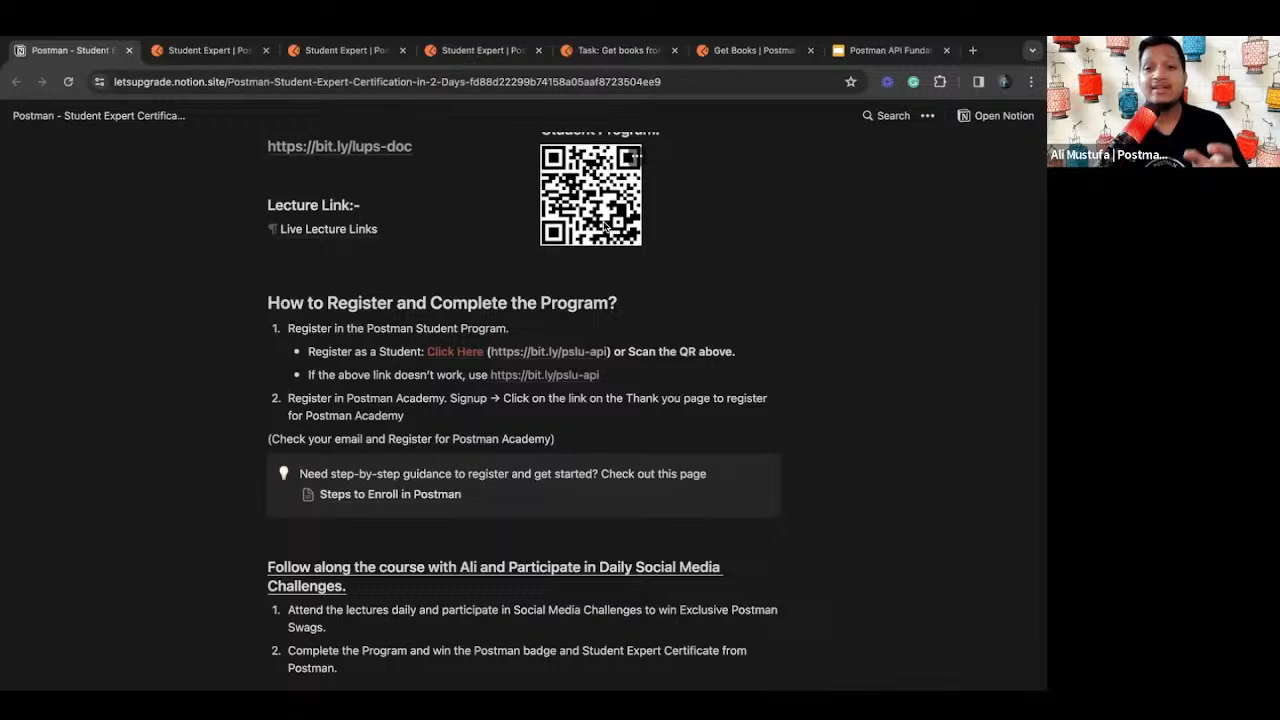 Postman - Student E
Student Expert | Pos
Student Expert | Po
Student Expert | Pos
Task: Get books fro
Get Books | Postman
Postman API Funda
letsupgrade.notion.site/Postman-Student-Expert-Certification-in-2-Days-fd88d22299b74158a05aaf8723504ee9
Postman - Student Expert Certifica...
Search
Open Notion
Student Program.
https://bit.ly/lups-doc
Lecture Link:-
Live Lecture Links
How to Register and Complete the Program?
1. Register in the Postman Student Program.
• Register as a Student: Click Here (https://bit.ly/pslu-api) or Scan the QR above.
• If the above link doesn’t work, use https://bit.ly/pslu-api
2. Register in Postman Academy. Signup → Click on the link on the Thank you page to register
for Postman Academy
(Check your email and Register for Postman Academy)
Need step-by-step guidance to register and get started? Check out this page
Steps to Enroll in Postman
Follow along the course with Ali and Participate in Daily Social Media
Challenges.
1. Attend the lectures daily and participate in Social Media Challenges to win Exclusive Postman
Swags.
2. Complete the Program and win the Postman badge and Student Expert Certificate from
Postman.
Ali Mustufa | Postma...
POSTMAN